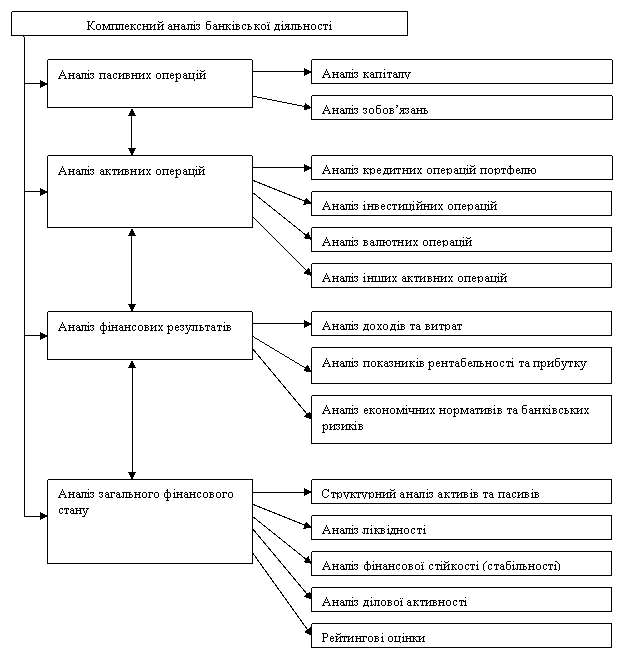 Комплексний аналіз банківської діяльності
Аналіз пасивних операцій
Аналіз капіталу
Аналіз зобов’язань
Аналіз активних операцій
Аналіз кредитних операцій портфелю
Аналіз інвестиційних операцій
Аналіз валютних операцій
Аналіз інших активних операцій
Аналіз фінансових результатів
Аналіз доходів та витрат
Аналіз показників рентабельності та прибутку
Аналіз економічних нормативів та банківських
ризиків
Аналіз загального фінансового
стану
Структурний аналіз активів та пасивів
Аналіз ліквідності
Аналіз фінансової стійкості (стабільності)
Аналіз ділової активності
Рейтингові оцінки